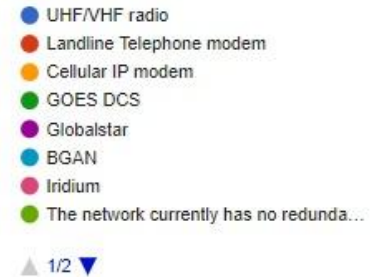 UHF/VHF radio
Landline Telephone modem
Cellular IP modem
GOES DCS
Globalstar
BGAN
Iridium
The network currently has no redunda...
1/2